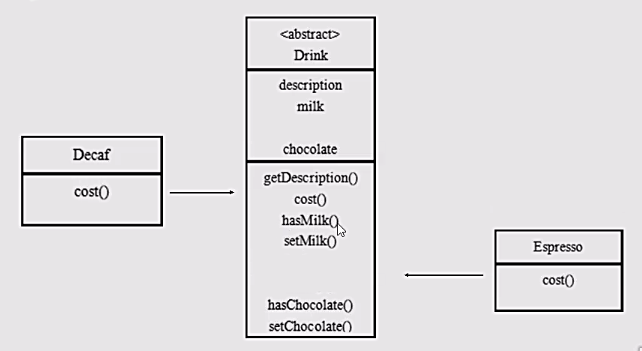 <abstract>
Drink
description
milk
chocolate
getDescription()
cost()
hasMilk()
setMilk()
hasChocolate()
setChocolate()
Decaf
cost()
Espresso
cost()